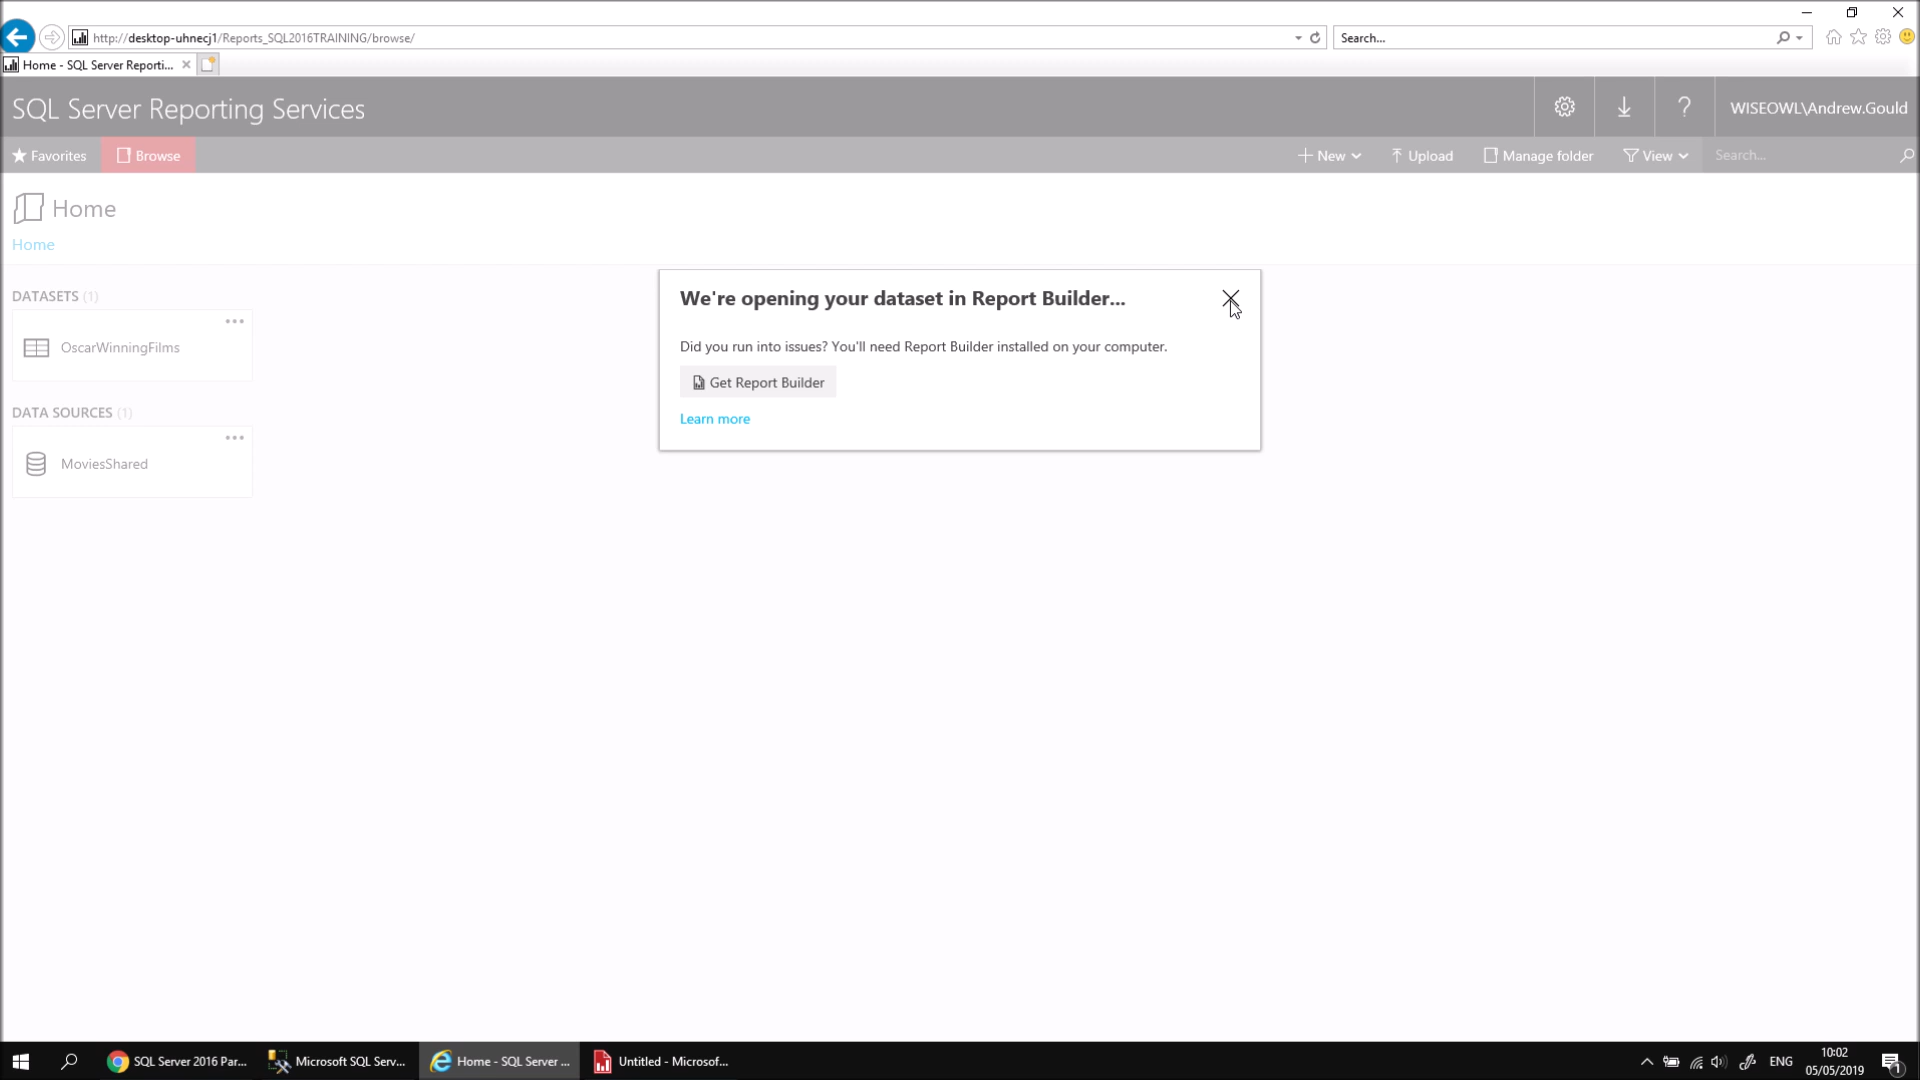 http://desktop-uhnecj1/Reports_SQL2016TRAINING/browse/
Search...
Home - SQL Server Reporti...
SQL Server Reporting Services
WISEOWL\Andrew.Gould
Favorites
Browse
New
Upload
Manage folder
View
Search...
Home
Home
DATASETS (1)
OscarWinningFilms
DATA SOURCES (1)
MoviesShared
We're opening your dataset in Report Builder...
Did you run into issues? You'll need Report Builder installed on your computer.
Get Report Builder
Learn more
SQL Server 2016 Par...
Microsoft SQL Serv...
Home - SQL Server ...
Untitled - Microsof...
ENG
10:02
05/05/2019
1